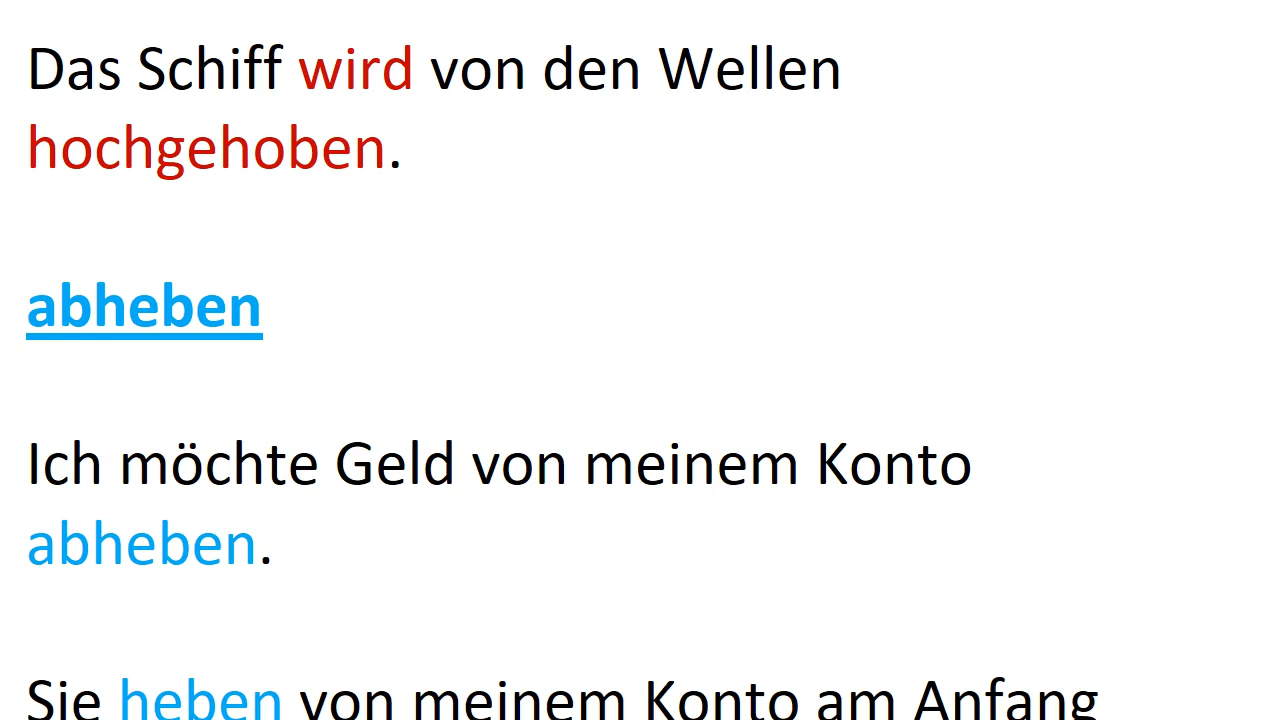 Das Schiff wird von den Wellen
hochgehoben.
abheben
Ich möchte Geld von meinem Konto
abheben.
Sie heben von meinem Konto am Anfang